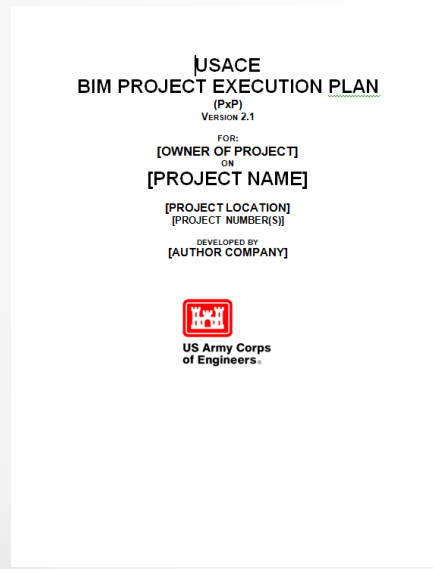 USACE
BIM PROJECT EXECUTION PLAN
(PxP)
VERSION 2.1
FOR:
[OWNER OF PROJECT]
ON
[PROJECT NAME]
[PROJECT LOCATION]
[PROJECT NUMBER(S)]
DEVELOPED BY
[AUTHOR COMPANY]
US Army Corps
of Engineers®